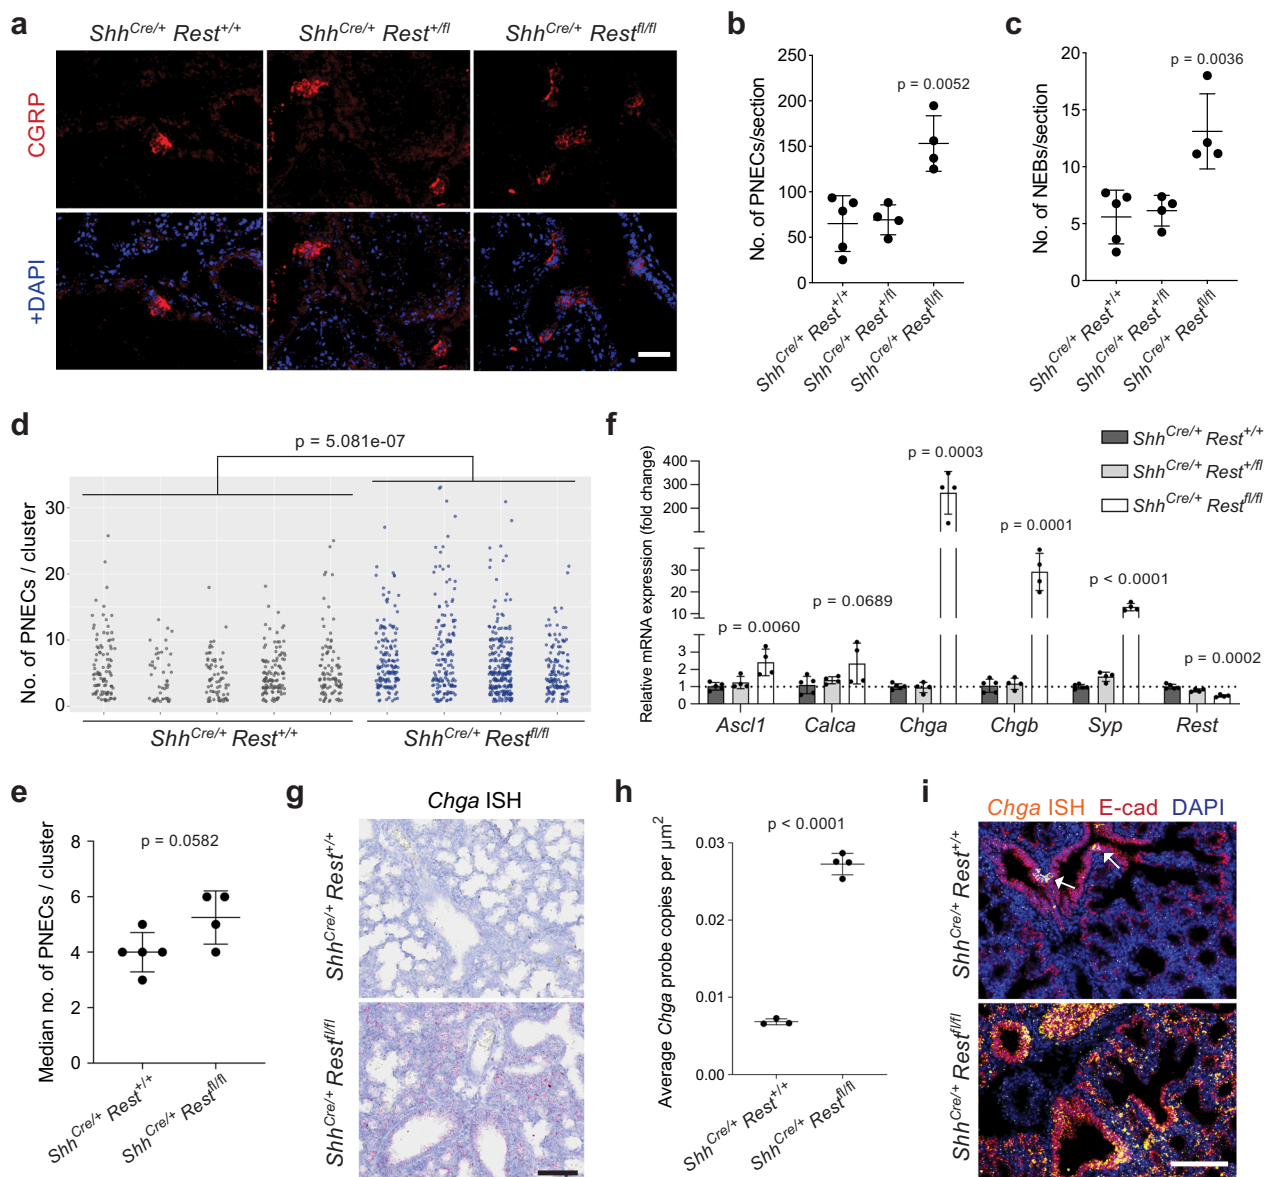 a
Shh^Cre/+ Rest^+/+
Shh^Cre/+ Rest^+/fl
Shh^Cre/+ Rest^fl/fl
CGRP
+DAPI
b
No. of PNECs/section
250
200
150
100
50
0
p = 0.0052
Shh^Cre/+ Rest^+/+
Shh^Cre/+ Rest^+/fl
Shh^Cre/+ Rest^fl/fl
c
No. of NEBs/section
20
15
10
5
0
p = 0.0036
Shh^Cre/+ Rest^+/+
Shh^Cre/+ Rest^+/fl
Shh^Cre/+ Rest^fl/fl
d
p = 5.081e-07
No. of PNECs / cluster
30
20
10
0
Shh^Cre/+ Rest^+/+
Shh^Cre/+ Rest^fl/fl
f
Shh^Cre/+ Rest^+/+
Shh^Cre/+ Rest^+/fl
Shh^Cre/+ Rest^fl/fl
Relative mRNA expression (fold change)
400
300
200
30
20
10
3
2
1
0
p = 0.0060
p = 0.0689
p = 0.0003
p = 0.0001
p < 0.0001
p = 0.0002
Ascl1
Calca
Chga
Chgb
Syp
Rest
e
Median no. of PNECs / cluster
8
6
4
2
0
p = 0.0582
Shh^Cre/+ Rest^+/+
Shh^Cre/+ Rest^fl/fl
g
Chga ISH
Shh^Cre/+ Rest^+/+
Shh^Cre/+ Rest^fl/fl
h
Average Chga probe copies per μm²
p < 0.0001
0.03
0.02
0.01
0.00
Shh^Cre/+ Rest^+/+
Shh^Cre/+ Rest^fl/fl
i
Chga ISH E-cad DAPI
Shh^Cre/+ Rest^+/+
Shh^Cre/+ Rest^fl/fl